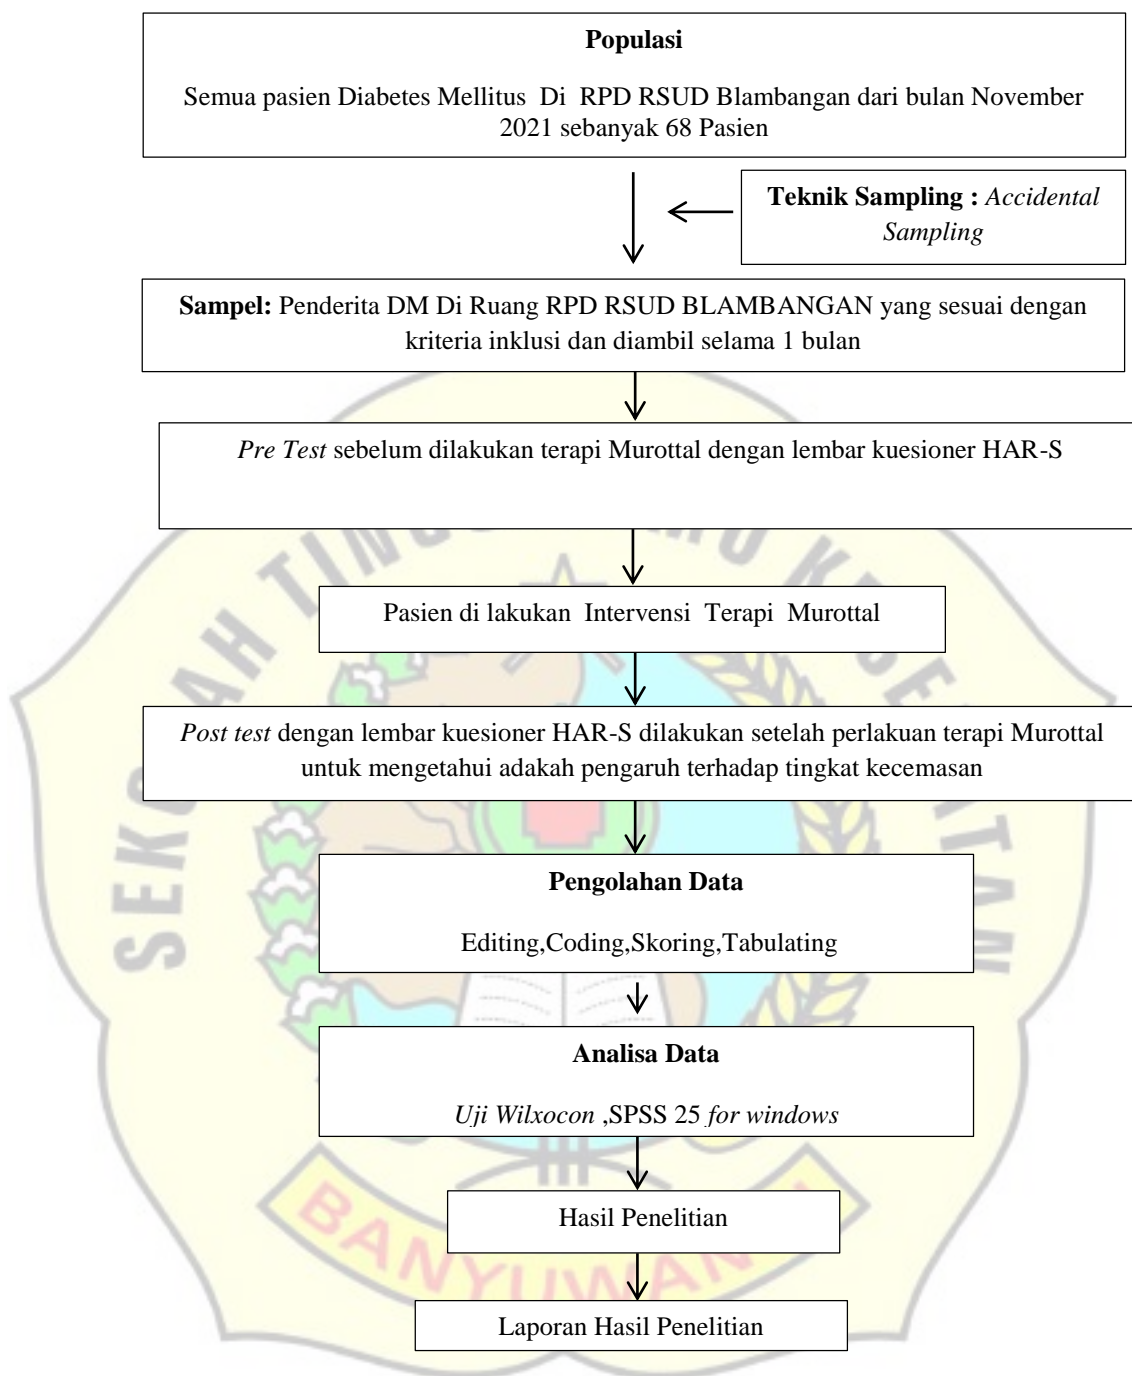 Populasi
Semua pasien Diabetes Mellitus Di RPD RSUD Blambangan dari bulan November
2021 sebanyak 68 Pasien
Teknik Sampling : Accidental
Sampling
Sampel: Penderita DM Di Ruang RPD RSUD BLAMBANGAN yang sesuai dengan
kriteria inklusi dan diambil selama 1 bulan
Pre Test sebelum dilakukan terapi Murottal dengan lembar kuesioner HAR-S
Pasien di lakukan Intervensi Terapi Murottal
Post test dengan lembar kuesioner HAR-S dilakukan setelah perlakuan terapi Murottal
untuk mengetahui adakah pengaruh terhadap tingkat kecemasan
Pengolahan Data
Editing,Coding,Skoring,Tabulating
Analisa Data
Uji Wilxocon ,SPSS 25 for windows
Hasil Penelitian
Laporan Hasil Penelitian